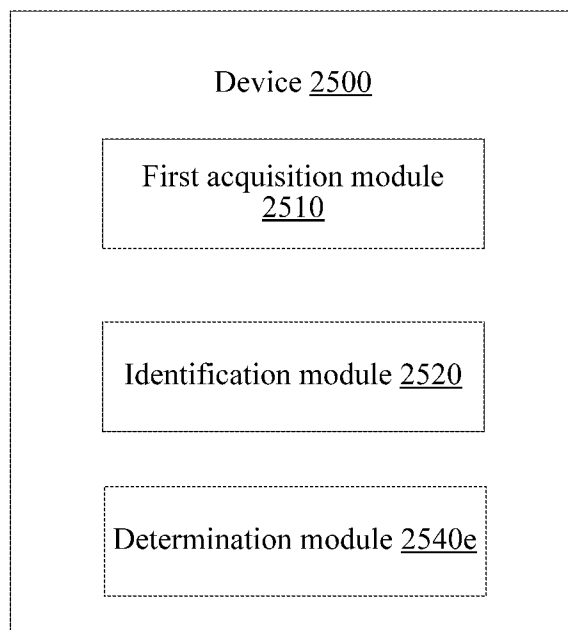 Device 2500
First acquisition module
2510
Identification module 2520
Determination module 2540e